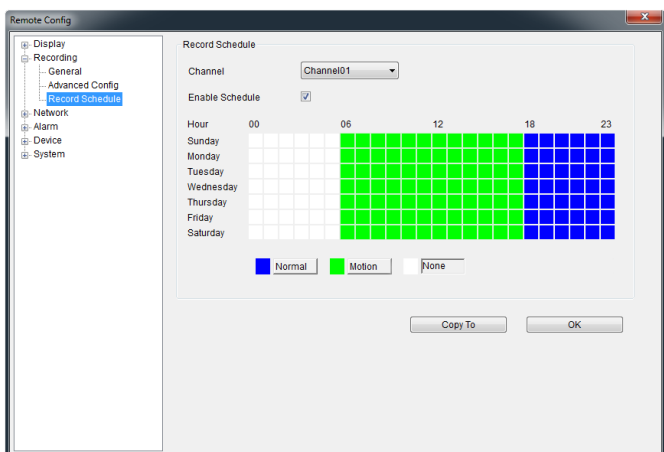 Remote Config
Display
Recording
General
Advanced Config
Record Schedule
Network
Alarm
Device
System
Record Schedule
Channel Channel01
Enable Schedule
Hour 00 06 12 18 23
Sunday
Monday
Tuesday
Wednesday
Thursday
Friday
Saturday
Normal Motion None
Copy To OK